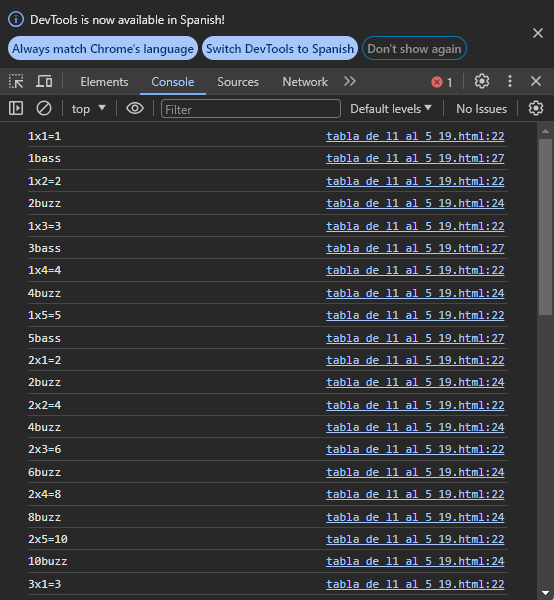 DevTools is now available in Spanish!
Always match Chrome's language Switch DevTools to Spanish Don't show again
Elements Console Sources Network 1
top Filter Default levels No Issues
1x1=1 tabla de l1 al 5 19.html:22
1bass tabla de l1 al 5 19.html:27
1x2=2 tabla de l1 al 5 19.html:22
2buzz tabla de l1 al 5 19.html:24
1x3=3 tabla de l1 al 5 19.html:22
3bass tabla de l1 al 5 19.html:27
1x4=4 tabla de l1 al 5 19.html:22
4buzz tabla de l1 al 5 19.html:24
1x5=5 tabla de l1 al 5 19.html:22
5bass tabla de l1 al 5 19.html:27
2x1=2 tabla de l1 al 5 19.html:22
2buzz tabla de l1 al 5 19.html:24
2x2=4 tabla de l1 al 5 19.html:22
4buzz tabla de l1 al 5 19.html:24
2x3=6 tabla de l1 al 5 19.html:22
6buzz tabla de l1 al 5 19.html:24
2x4=8 tabla de l1 al 5 19.html:22
8buzz tabla de l1 al 5 19.html:24
2x5=10 tabla de l1 al 5 19.html:22
10buzz tabla de l1 al 5 19.html:24
3x1=3 tabla de l1 al 5 19.html:22